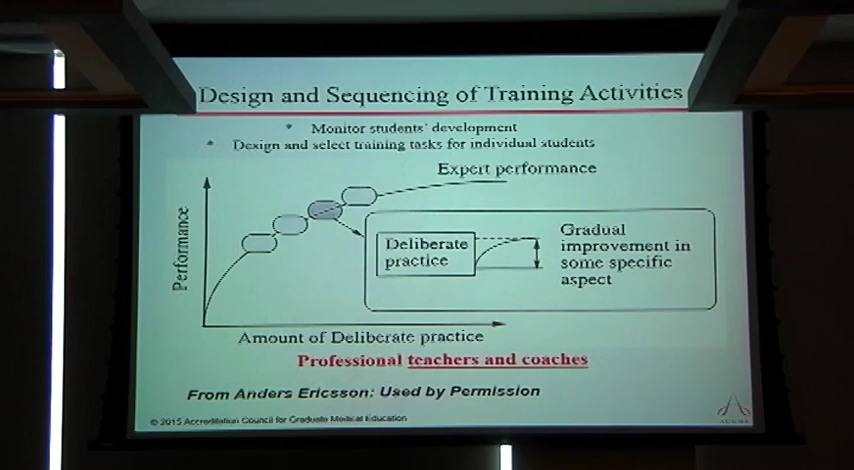 Design and Sequencing of Training Activities
* Monitor students' development
* Design and select training tasks for individual students
Expert performance
Performance
Deliberate
practice
Gradual
improvement in
some specific
aspect
Amount of Deliberate practice
Professional teachers and coaches
From Anders Ericsson: Used by Permission
© 2015 Accreditation Council for Graduate Medical Education
ACGME